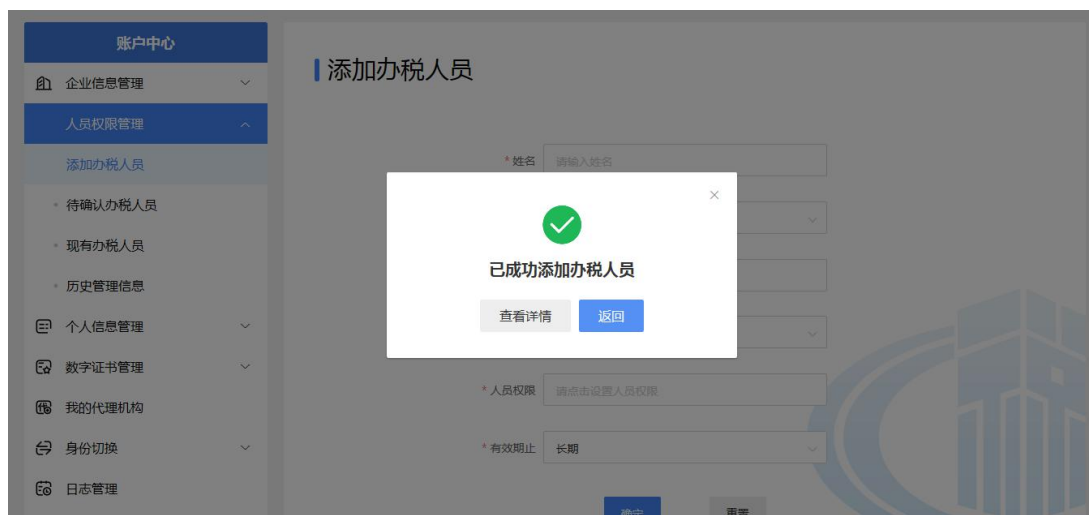 账户中心
企业信息管理
人员权限管理
添加办税人员
待确认办税人员
现有办税人员
历史管理信息
个人信息管理
数字证书管理
我的代理机构
身份切换
日志管理
添加办税人员
* 姓名 请输入姓名
已成功添加办税人员
查看详情 返回
* 人员权限 请点击设置人员权限
* 有效期止 长期
确定 重置